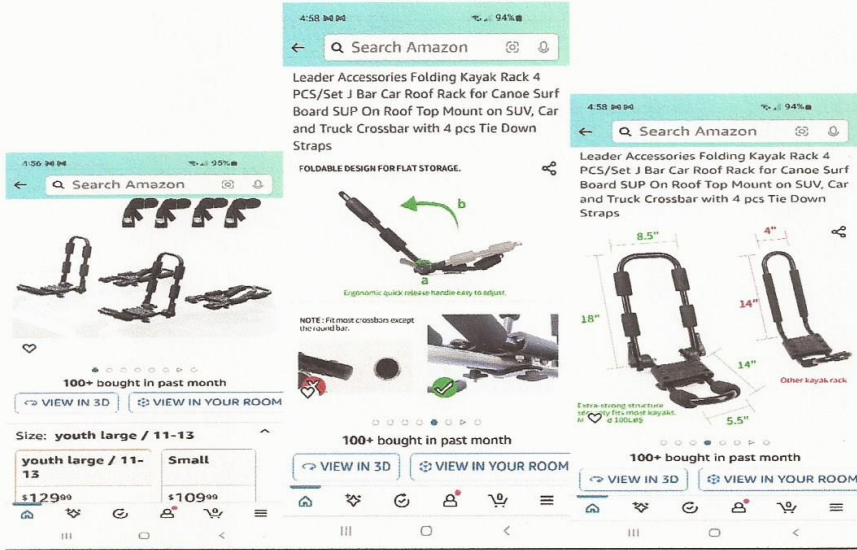 4:56
95%
Search Amazon
100+ bought in past month
VIEW IN 3D
VIEW IN YOUR ROOM
Size: youth large / 11-13
youth large / 11-
13
$129⁹⁹
Small
$109⁹⁹
4:58
94%
Search Amazon
Leader Accessories Folding Kayak Rack 4
PCS/Set J Bar Car Roof Rack for Canoe Surf
Board SUP On Roof Top Mount on SUV, Car
and Truck Crossbar with 4 pcs Tie Down
Straps
FOLDABLE DESIGN FOR FLAT STORAGE.
b
a
Ergonomic quick release handle easy to adjust.
NOTE : Fit most crossbars except
the round bar.
100+ bought in past month
VIEW IN 3D
VIEW IN YOUR ROOM
4:58
94%
Search Amazon
Leader Accessories Folding Kayak Rack 4
PCS/Set J Bar Car Roof Rack for Canoe Surf
Board SUP On Roof Top Mount on SUV, Car
and Truck Crossbar with 4 pcs Tie Down
Straps
8.5"
4"
18"
14"
14"
5.5"
Other kayak rack
Extra-strong structure
fits most kayaks.
100LBS
100+ bought in past month
VIEW IN 3D
VIEW IN YOUR ROOM